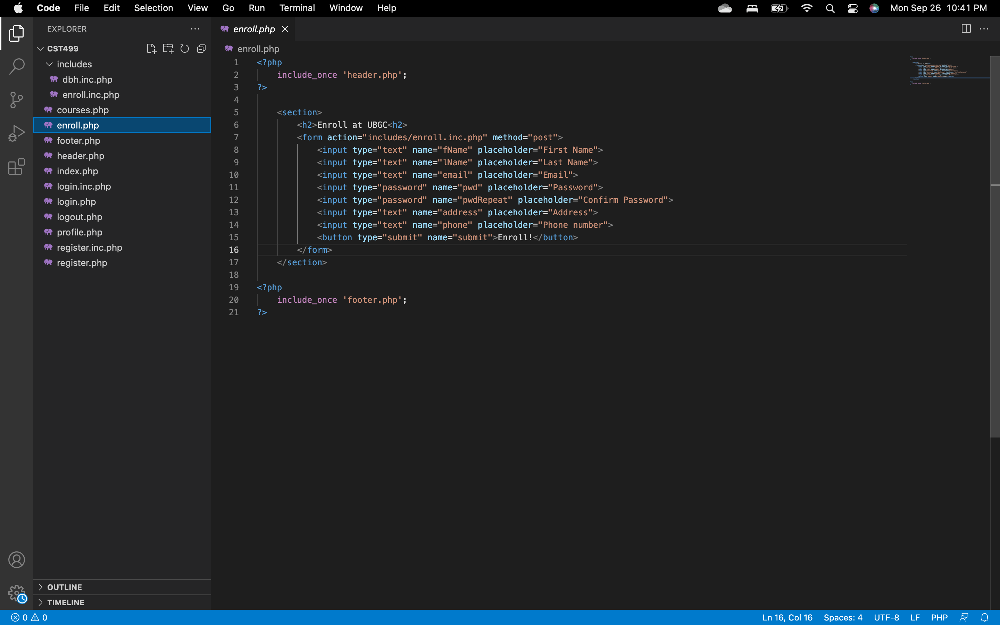 Code File Edit Selection View Go Run Terminal Window Help Mon Sep 26 10:41 PM
EXPLORER
CST499
includes
dbh.inc.php
enroll.inc.php
courses.php
enroll.php
footer.php
header.php
index.php
login.inc.php
login.php
logout.php
profile.php
register.inc.php
register.php
OUTLINE
TIMELINE
enroll.php
enroll.php
1 <?php
2 include_once 'header.php';
3 ?>
4
5 <section>
6 <h2>Enroll at UBGC<h2>
7 <form action="includes/enroll.inc.php" method="post">
8 <input type="text" name="fName" placeholder="First Name">
9 <input type="text" name="lName" placeholder="Last Name">
10 <input type="text" name="email" placeholder="Email">
11 <input type="password" name="pwd" placeholder="Password">
12 <input type="password" name="pwdRepeat" placeholder="Confirm Password">
13 <input type="text" name="address" placeholder="Address">
14 <input type="text" name="phone" placeholder="Phone number">
15 <button type="submit" name="submit">Enroll!</button>
16 </form>
17 </section>
18
19 <?php
20 include_once 'footer.php';
21 ?>
0 0 Ln 16, Col 16 Spaces: 4 UTF-8 LF PHP